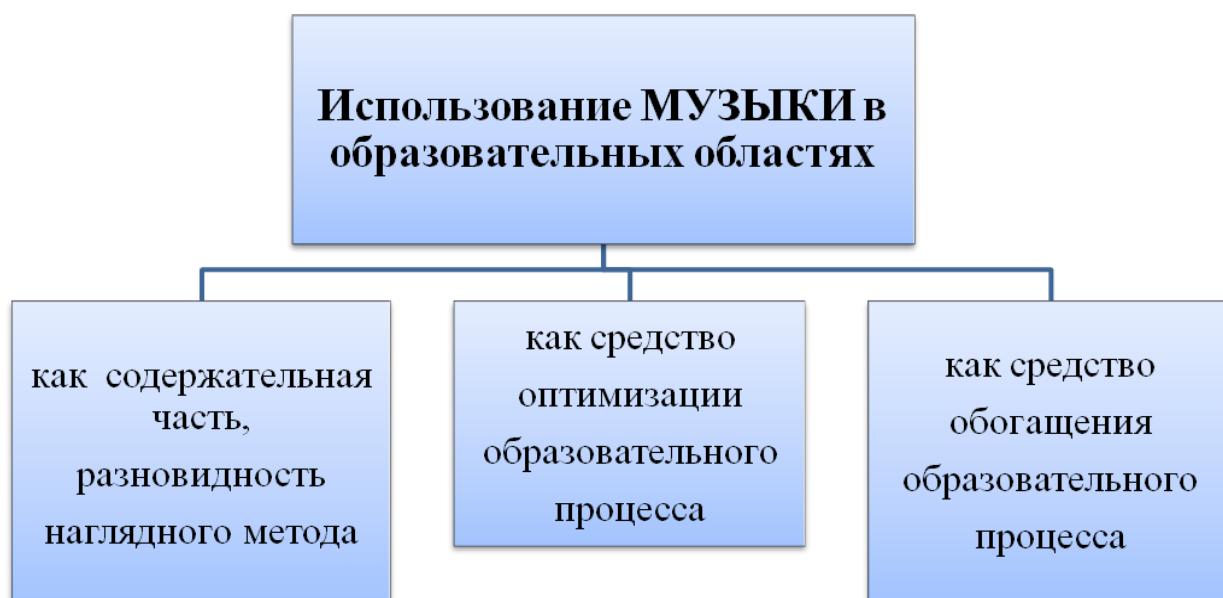 Использование МУЗЫКИ в
образовательных областях
как содержательная
часть,
разновидность
наглядного метода
как средство
оптимизации
образовательного
процесса
как средство
обогащения
образовательного
процесса